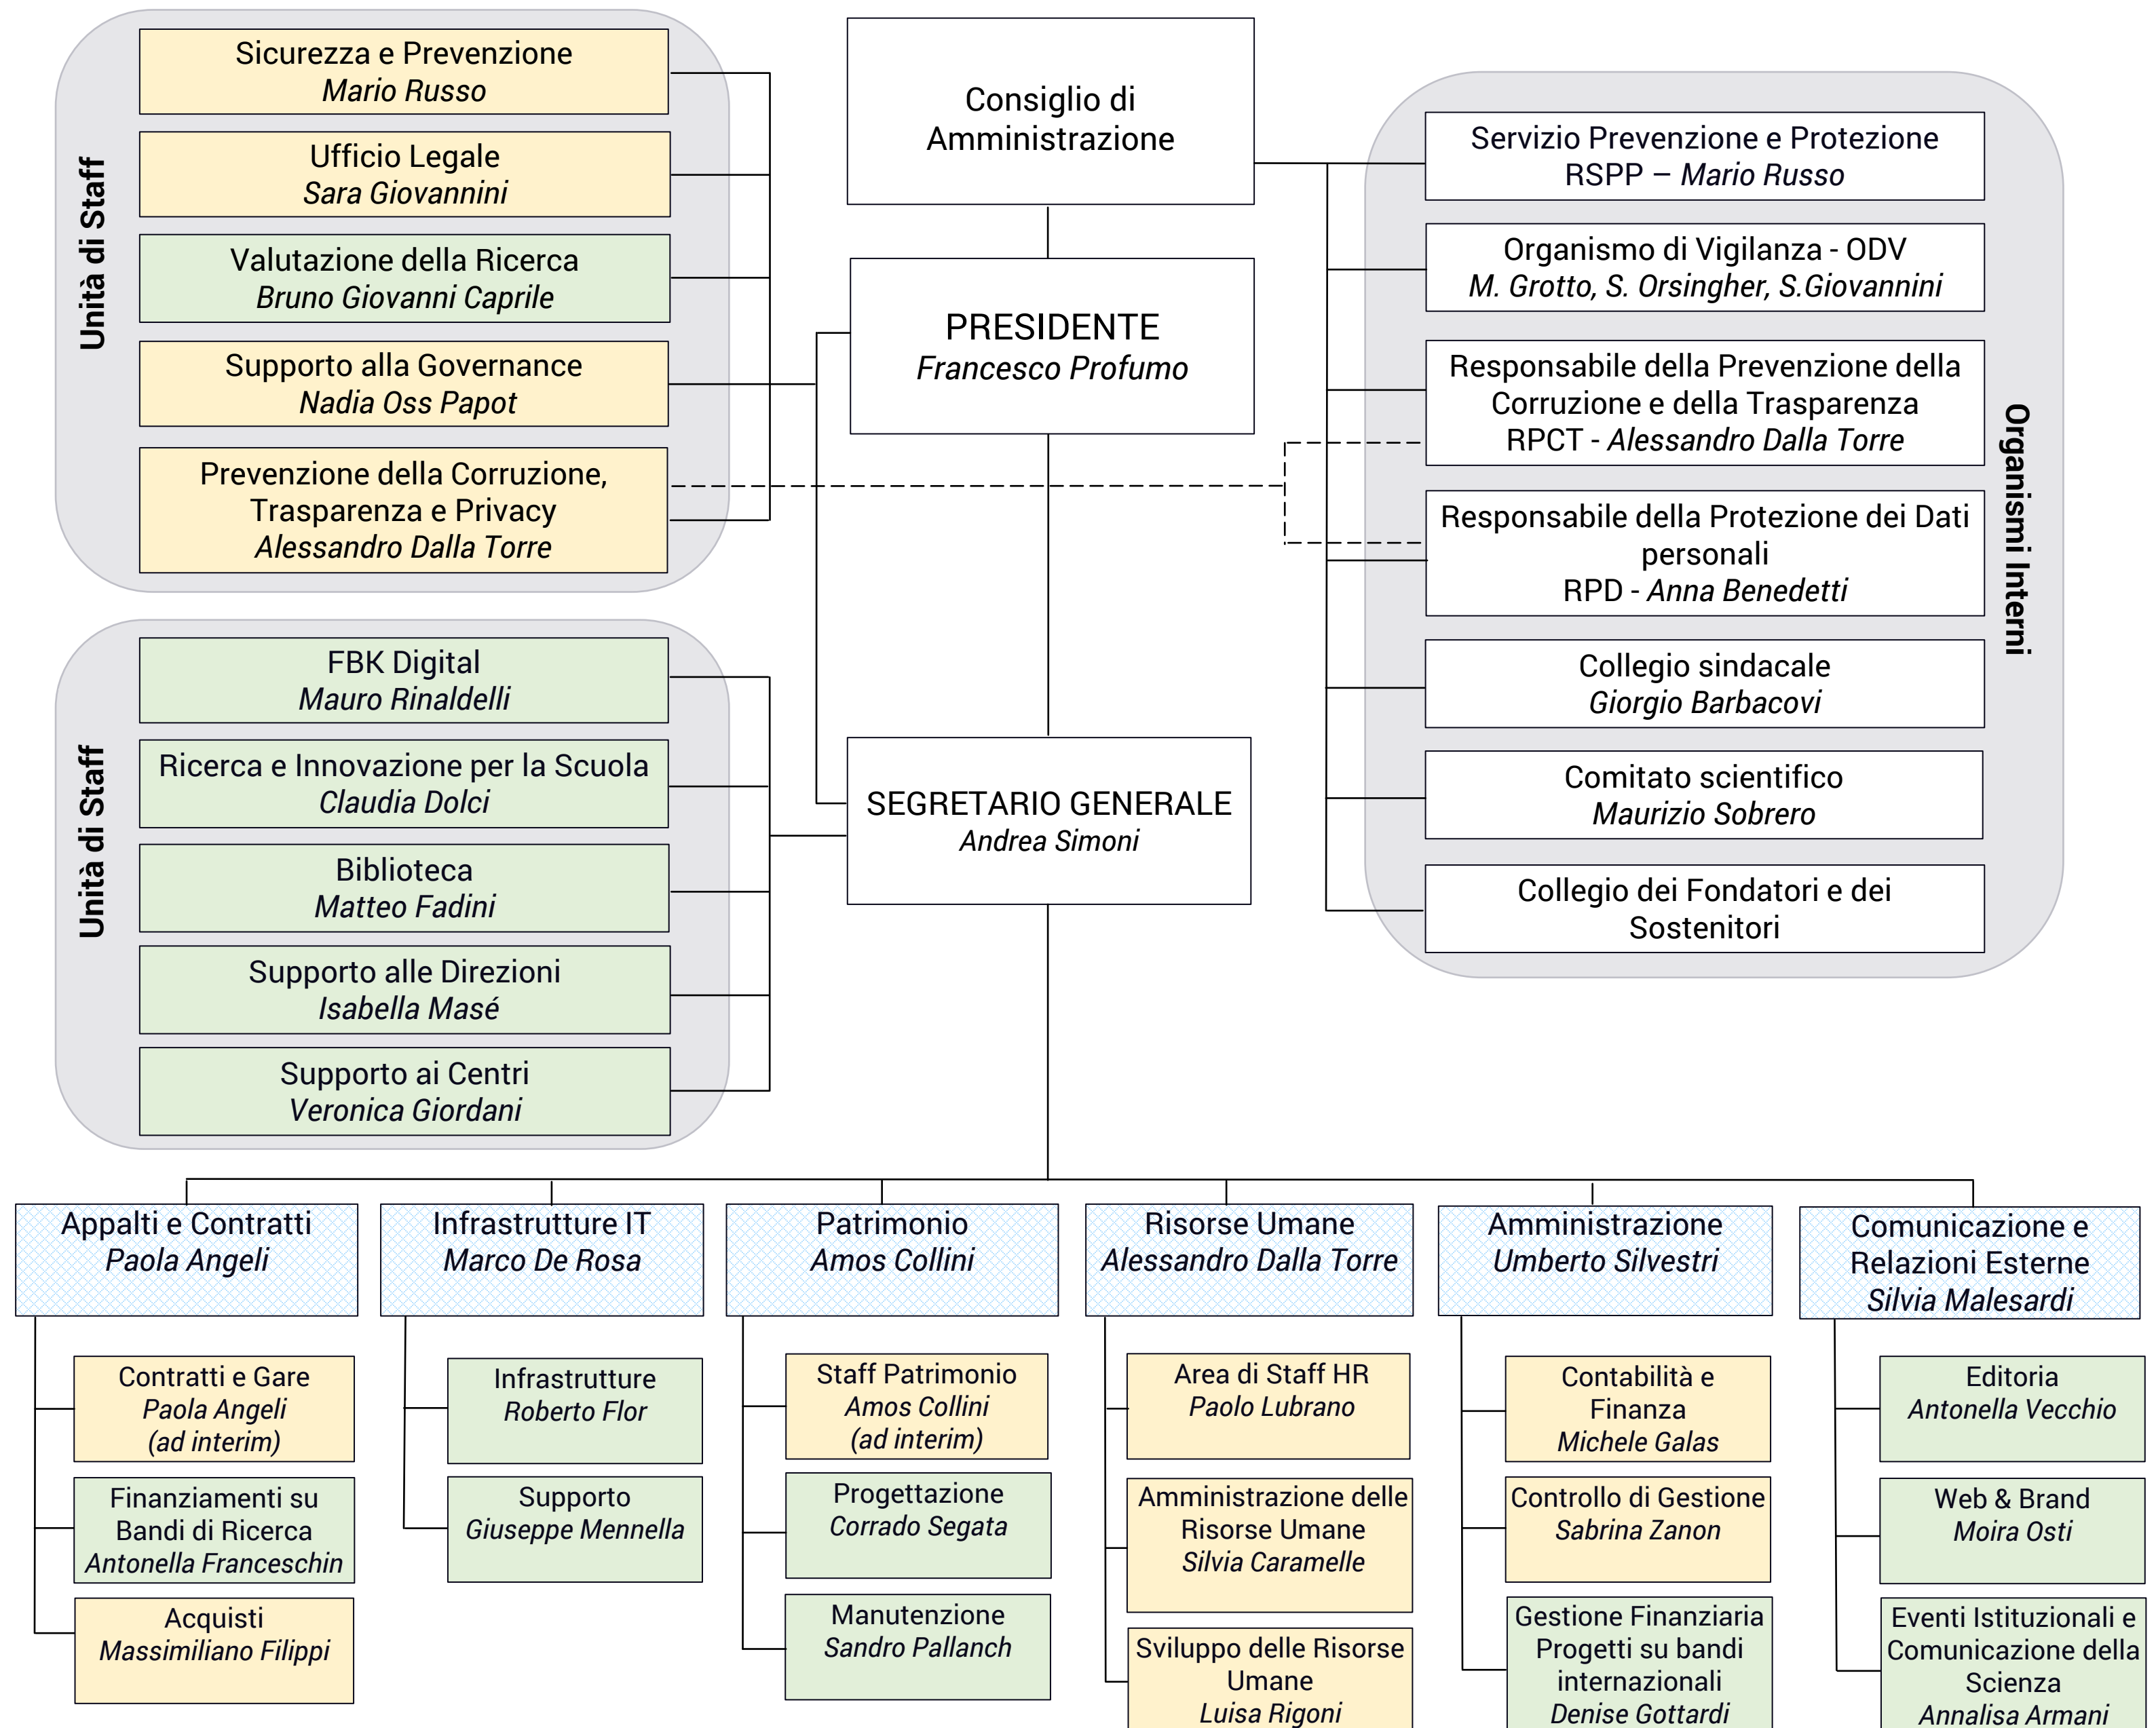 Unità di Staff
Sicurezza e Prevenzione
Mario Russo
Ufficio Legale
Sara Giovannini
Valutazione della Ricerca
Bruno Giovanni Caprile
Supporto alla Governance
Nadia Oss Papot
Prevenzione della Corruzione,
Trasparenza e Privacy
Alessandro Dalla Torre
Consiglio di
Amministrazione
PRESIDENTE
Francesco Profumo
SEGRETARIO GENERALE
Andrea Simoni
Organismi Interni
Servizio Prevenzione e Protezione
RSPP – Mario Russo
Organismo di Vigilanza - ODV
M. Grotto, S. Orsingher, S.Giovannini
Responsabile della Prevenzione della
Corruzione e della Trasparenza
RPCT - Alessandro Dalla Torre
Responsabile della Protezione dei Dati
personali
RPD - Anna Benedetti
Collegio sindacale
Giorgio Barbacovi
Comitato scientifico
Maurizio Sobrero
Collegio dei Fondatori e dei
Sostenitori
Unità di Staff
FBK Digital
Mauro Rinaldelli
Ricerca e Innovazione per la Scuola
Claudia Dolci
Biblioteca
Matteo Fadini
Supporto alle Direzioni
Isabella Masé
Supporto ai Centri
Veronica Giordani
Appalti e Contratti
Paola Angeli
Contratti e Gare
Paola Angeli
(ad interim)
Finanziamenti su
Bandi di Ricerca
Antonella Franceschin
Acquisti
Massimiliano Filippi
Infrastrutture IT
Marco De Rosa
Infrastrutture
Roberto Flor
Supporto
Giuseppe Mennella
Patrimonio
Amos Collini
Staff Patrimonio
Amos Collini
(ad interim)
Progettazione
Corrado Segata
Manutenzione
Sandro Pallanch
Risorse Umane
Alessandro Dalla Torre
Area di Staff HR
Paolo Lubrano
Amministrazione delle
Risorse Umane
Silvia Caramelle
Sviluppo delle Risorse
Umane
Luisa Rigoni
Amministrazione
Umberto Silvestri
Contabilità e
Finanza
Michele Galas
Controllo di Gestione
Sabrina Zanon
Gestione Finanziaria
Progetti su bandi
internazionali
Denise Gottardi
Comunicazione e
Relazioni Esterne
Silvia Malesardi
Editoria
Antonella Vecchio
Web & Brand
Moira Osti
Eventi Istituzionali e
Comunicazione della
Scienza
Annalisa Armani